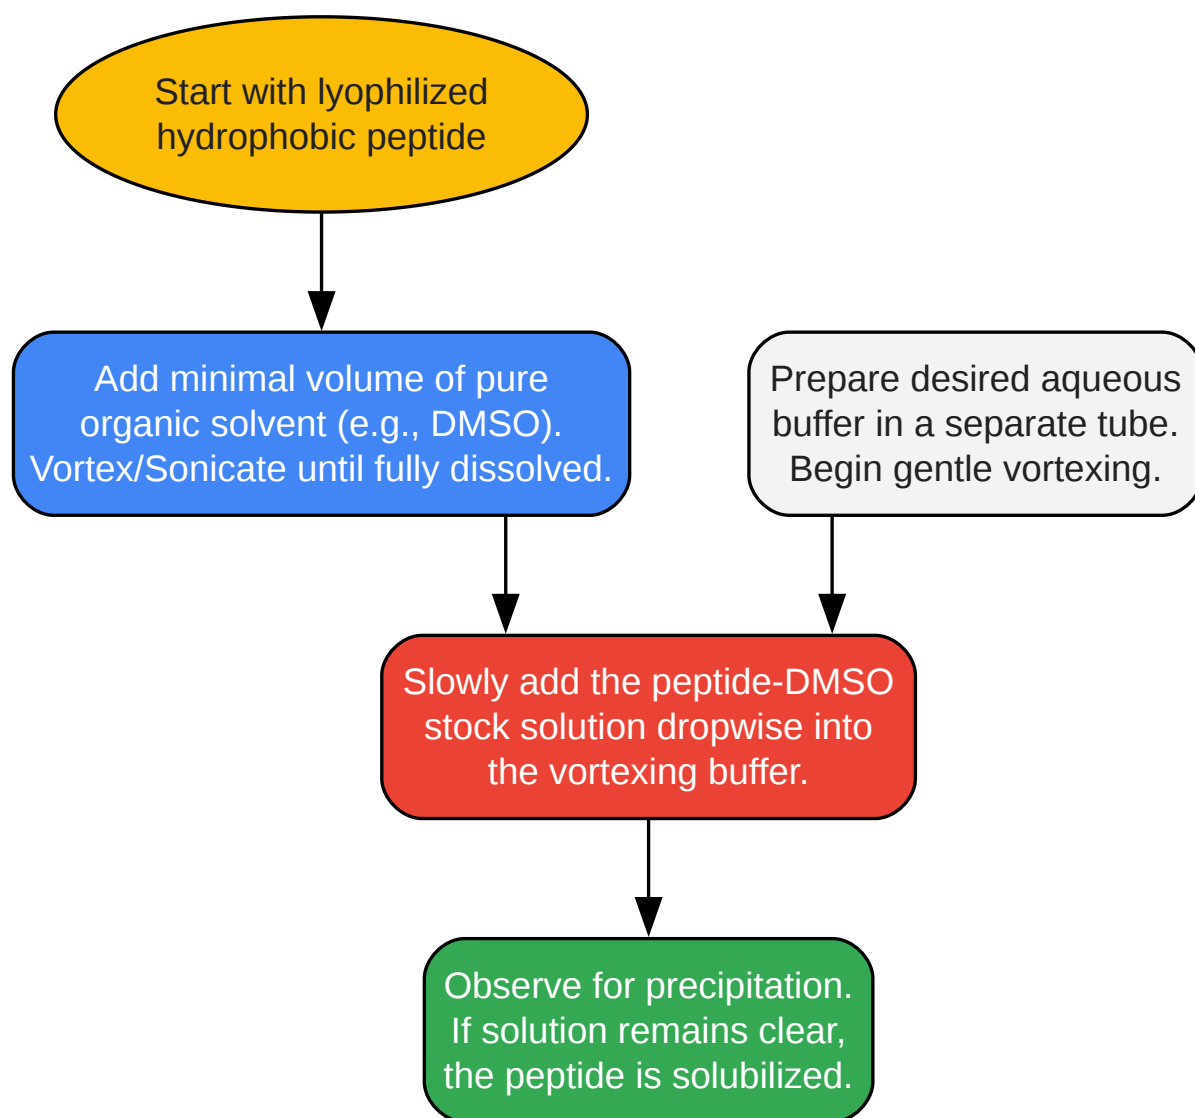 Start with lyophilized
hydrophobic peptide
Add minimal volume of pure
organic solvent (e.g., DMSO).
Vortex/Sonicate until fully dissolved.
Prepare desired aqueous
buffer in a separate tube.
Begin gentle vortexing.
Slowly add the peptide-DMSO
stock solution dropwise into
the vortexing buffer.
Observe for precipitation.
If solution remains clear,
the peptide is solubilized.